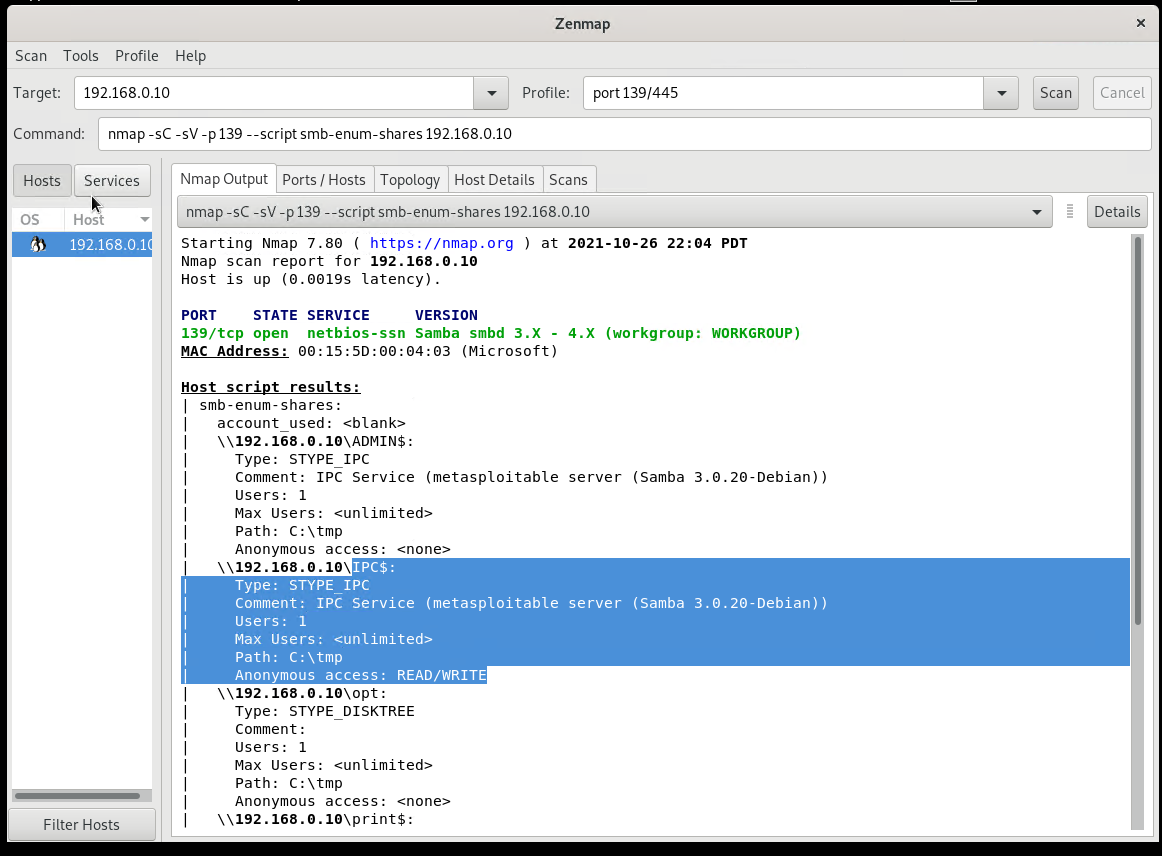 Zenmap
Scan Tools Profile Help
Target: 192.168.0.10 Profile: port 139/445 Scan Cancel
Command: nmap -sC -sV -p 139 --script smb-enum-shares 192.168.0.10
Hosts Services
OS Host
192.168.0.10
Filter Hosts
Nmap Output Ports / Hosts Topology Host Details Scans
nmap -sC -sV -p 139 --script smb-enum-shares 192.168.0.10 Details
Starting Nmap 7.80 ( https://nmap.org ) at 2021-10-26 22:04 PDT
Nmap scan report for 192.168.0.10
Host is up (0.0019s latency).
PORT    STATE SERVICE     VERSION
139/tcp open  netbios-ssn Samba smbd 3.X - 4.X (workgroup: WORKGROUP)
MAC Address: 00:15:5D:00:04:03 (Microsoft)
Host script results:
| smb-enum-shares:
|   account_used: <blank>
|   \\192.168.0.10\ADMIN$:
|     Type: STYPE_IPC
|     Comment: IPC Service (metasploitable server (Samba 3.0.20-Debian))
|     Users: 1
|     Max Users: <unlimited>
|     Path: C:\tmp
|     Anonymous access: <none>
|   \\192.168.0.10\IPC$:
|     Type: STYPE_IPC
|     Comment: IPC Service (metasploitable server (Samba 3.0.20-Debian))
|     Users: 1
|     Max Users: <unlimited>
|     Path: C:\tmp
|     Anonymous access: READ/WRITE
|   \\192.168.0.10\opt:
|     Type: STYPE_DISKTREE
|     Comment:
|     Users: 1
|     Max Users: <unlimited>
|     Path: C:\tmp
|     Anonymous access: <none>
|   \\192.168.0.10\print$: